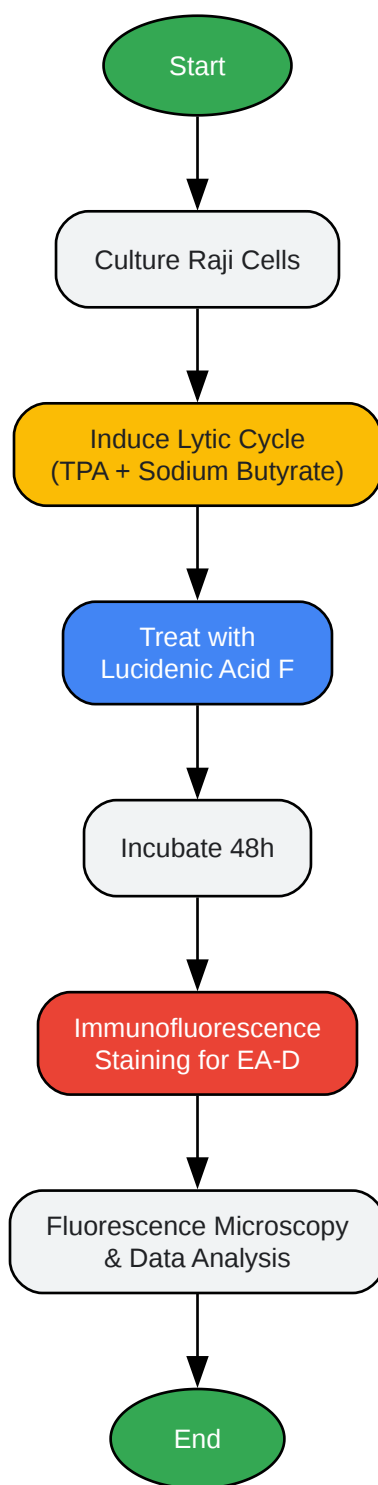 Start
Culture Raji Cells
Induce Lytic Cycle
(TPA + Sodium Butyrate)
Treat with
Lucidenic Acid F
Incubate 48h
Immunofluorescence
Staining for EA-D
Fluorescence Microscopy
& Data Analysis
End